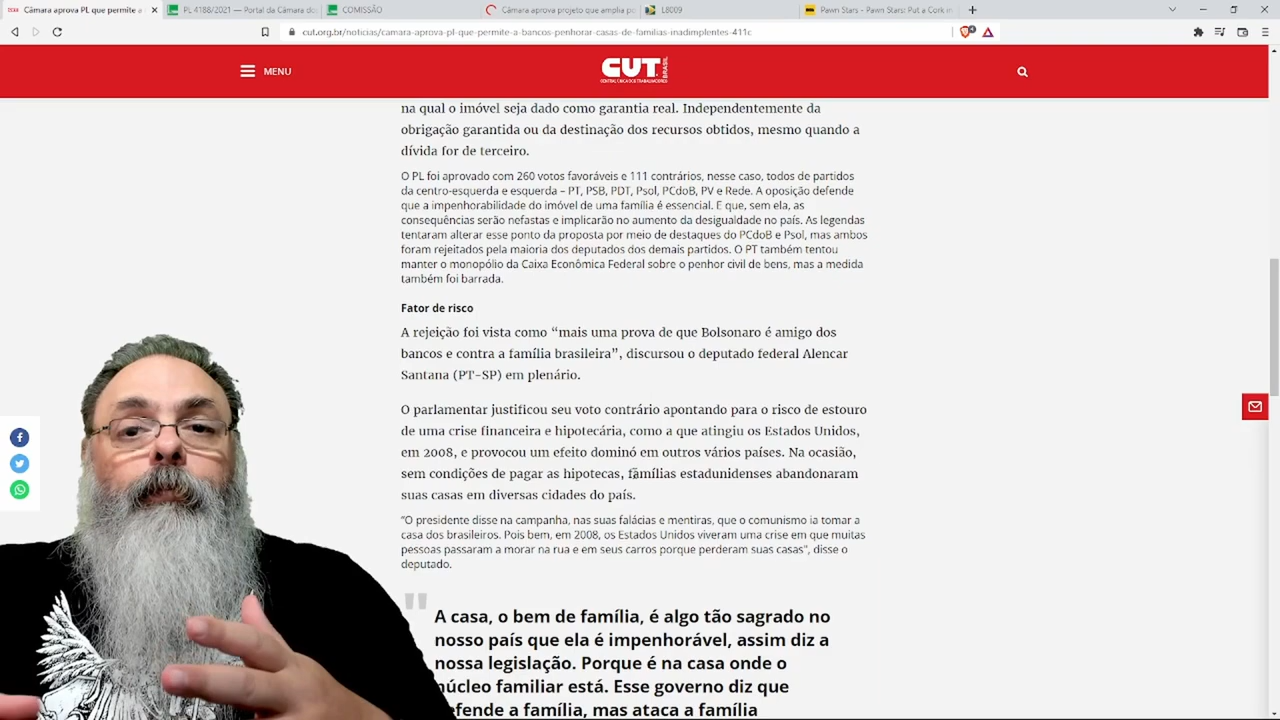 Câmara aprova PL que permite a
PL 4188/2021 — Portal da Câmara do
COMISSÃO
Câmara aprova projeto que amplia po
L8009
Pawn Stars - Pawn Stars: Put a Cork in
cut.org.br/noticias/camara-aprova-pl-que-permite-a-bancos-penhorar-casas-de-familias-inadimplentes-411c
MENU
CUT BRASIL
CENTRAL ÚNICA DOS TRABALHADORES
na qual o imóvel seja dado como garantia real. Independentemente da
obrigação garantida ou da destinação dos recursos obtidos, mesmo quando a
dívida for de terceiro.
O PL foi aprovado com 260 votos favoráveis e 111 contrários, nesse caso, todos de partidos
da centro-esquerda e esquerda – PT, PSB, PDT, Psol, PCdoB, PV e Rede. A oposição defende
que a impenhorabilidade do imóvel de uma família é essencial. E que, sem ela, as
consequências serão nefastas e implicarão no aumento da desigualdade no país. As legendas
tentaram alterar esse ponto da proposta por meio de destaques do PCdoB e Psol, mas ambos
foram rejeitados pela maioria dos deputados dos demais partidos. O PT também tentou
manter o monopólio da Caixa Econômica Federal sobre o penhor civil de bens, mas a medida
também foi barrada.
Fator de risco
A rejeição foi vista como “mais uma prova de que Bolsonaro é amigo dos
bancos e contra a família brasileira”, discursou o deputado federal Alencar
Santana (PT-SP) em plenário.
O parlamentar justificou seu voto contrário apontando para o risco de estouro
de uma crise financeira e hipotecária, como a que atingiu os Estados Unidos,
em 2008, e provocou um efeito dominó em outros vários países. Na ocasião,
sem condições de pagar as hipotecas, famílias estadunidenses abandonaram
suas casas em diversas cidades do país.
“O presidente disse na campanha, nas suas falácias e mentiras, que o comunismo ia tomar a
casa dos brasileiros. Pois bem, em 2008, os Estados Unidos viveram uma crise em que muitas
pessoas passaram a morar na rua e em seus carros porque perderam suas casas”, disse o
deputado.
"
A casa, o bem de família, é algo tão sagrado no
nosso país que ela é impenhorável, assim diz a
nossa legislação. Porque é na casa onde o
núcleo familiar está. Esse governo diz que
efende a família, mas ataca a família